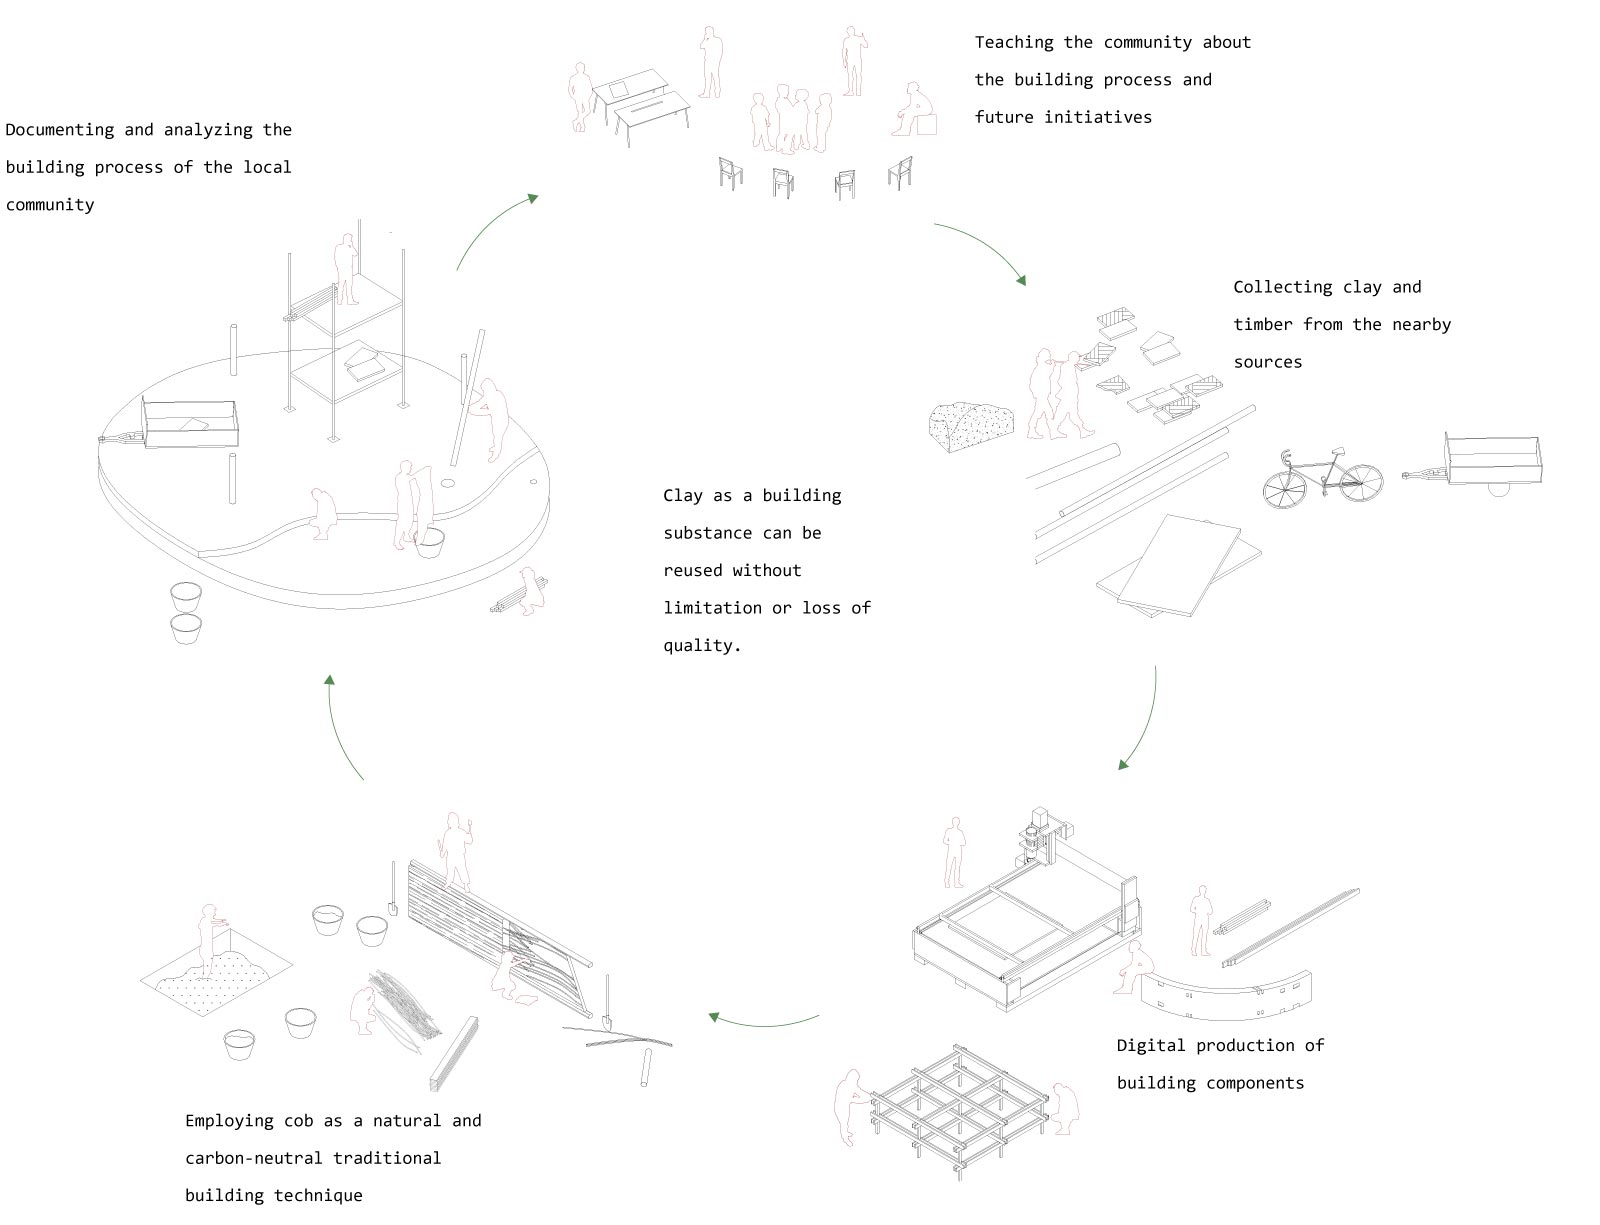 Teaching the community about
the building process and
future initiatives
Documenting and analyzing the
building process of the local
community
Collecting clay and
timber from the nearby
sources
Clay as a building
substance can be
reused without
limitation or loss of
quality.
Digital production of
building components
Employing cob as a natural and
carbon-neutral traditional
building technique